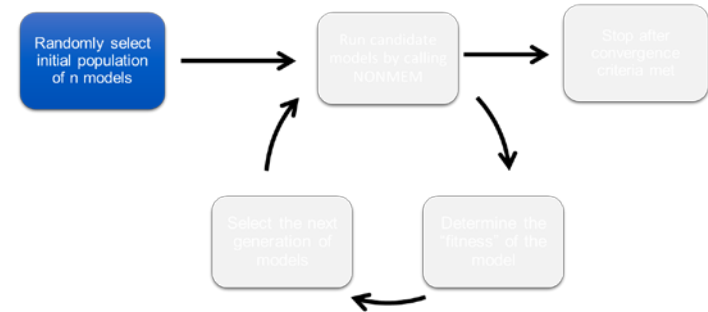 Randomly select
initial population
of n models
Run candidate
models by calling
NONMEM
Stop after
convergence
criteria met
Select the next
generation of
models
Determine the
"fitness" of the
model